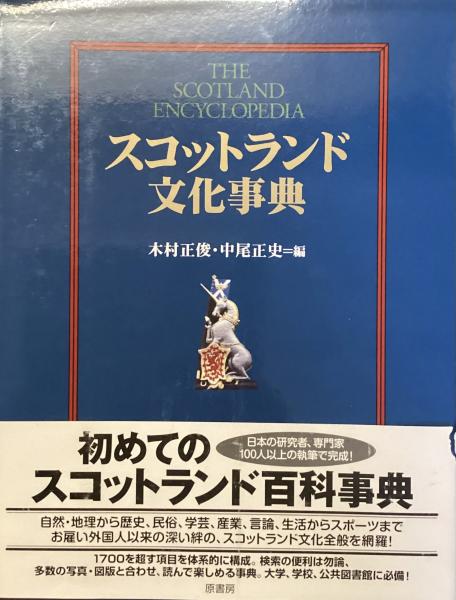 THE
SCOTLAND
ENCYCLOPEDIA
スコットランド
文化事典
木村正俊・中尾正史=編
初めての
日本の研究者、専門家
100人以上の執筆で完成!
スコットランド百科事典
自然・地理から歴史、民俗、学芸、産業、言論、生活からスポーツまで
お雇い外国人以来の深い絆の、スコットランド文化全般を網羅!
1700を超す項目を体系的に構成。検索の便利は勿論、
多数の写真・図版と合わせ、読んで楽しめる事典。大学、学校、公共図書館に必備!
原書房